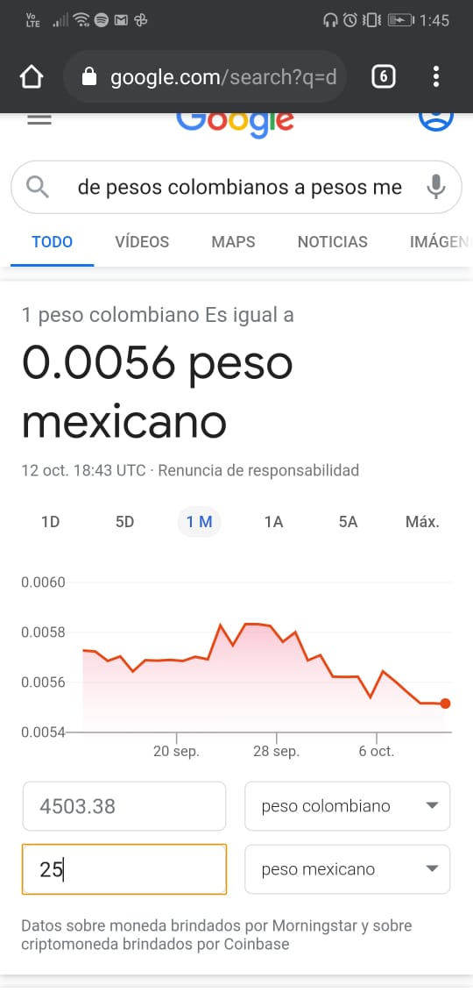 Vo
LTE
1:45
google.com/search?q=d
6
Google
de pesos colombianos a pesos me
TODO VÍDEOS MAPS NOTICIAS IMÁGEN
1 peso colombiano Es igual a
0.0056 peso
mexicano
12 oct. 18:43 UTC · Renuncia de responsabilidad
1D 5D 1 M 1A 5A Máx.
0.0060
0.0058
0.0056
0.0054
20 sep. 28 sep. 6 oct.
4503.38 peso colombiano
25 peso mexicano
Datos sobre moneda brindados por Morningstar y sobre
criptomoneda brindados por Coinbase